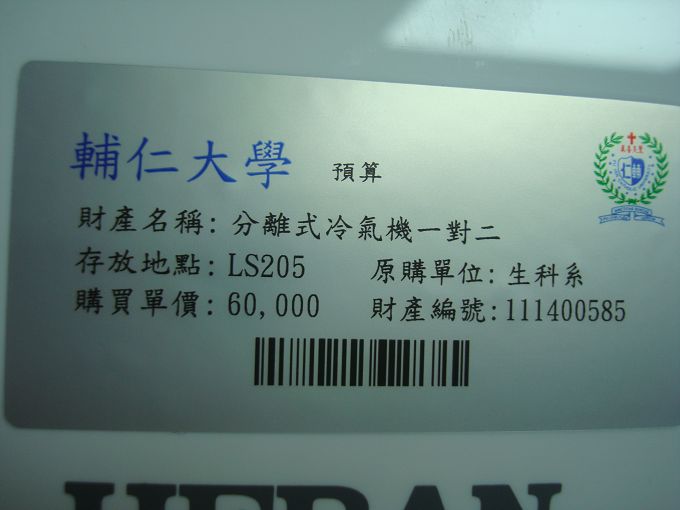 輔仁大學 預算
財產名稱: 分離式冷氣機一對二
存放地點: LS205 原購單位: 生科系
購買單價: 60,000 財產編號: 111400585
HERAN